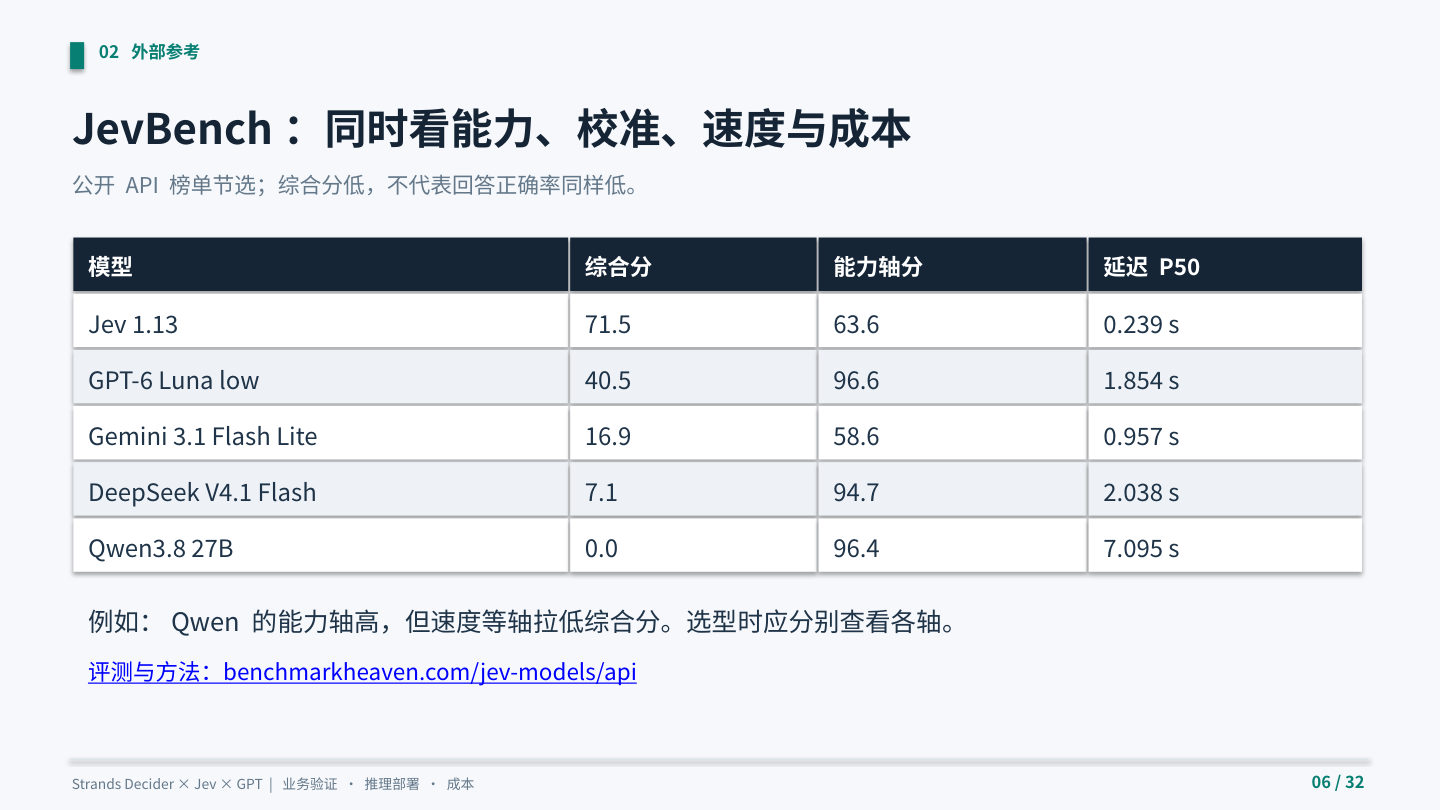 02 外部参考
JevBench：同时看能力、校准、速度与成本
公开 API 榜单节选；综合分低，不代表回答正确率同样低。
模型 综合分 能力轴分 延迟 P50
Jev 1.13 71.5 63.6 0.239 s
GPT-6 Luna low 40.5 96.6 1.854 s
Gemini 3.1 Flash Lite 16.9 58.6 0.957 s
DeepSeek V4.1 Flash 7.1 94.7 2.038 s
Qwen3.8 27B 0.0 96.4 7.095 s
例如： Qwen 的能力轴高，但速度等轴拉低综合分。选型时应分别查看各轴。
评测与方法：benchmarkheaven.com/jev-models/api
Strands Decider × Jev × GPT | 业务验证 · 推理部署 · 成本
06 / 32